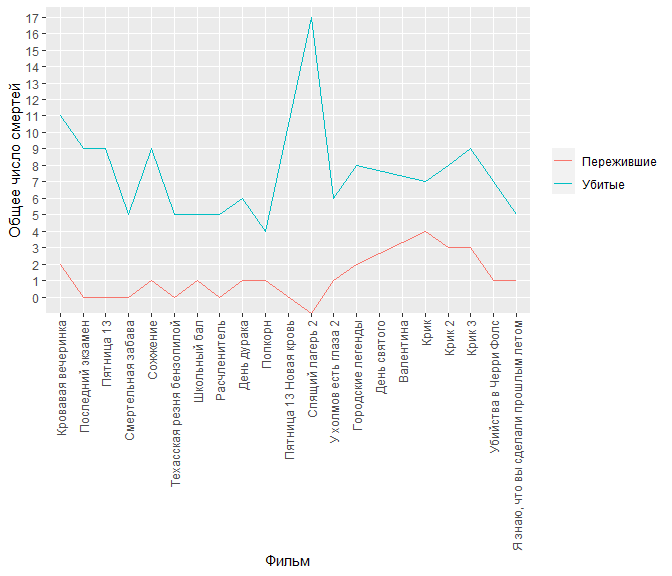 Общее число смертей
17
16
15
14
13
12
11
10
9
8
7
6
5
4
3
2
1
0
Пережившие
Убитые
Кровавая вечеринка
Последний экзамен
Пятница 13
Смертельная забава
Сожжение
Техасская резня бензопилой
Школьный бал
Расчленитель
День дурака
Попкорн
Пятница 13 Новая кровь
Спящий лагерь 2
У холмов есть глаза 2
Городские легенды
День святого
Валентина
Крик
Крик 2
Крик 3
Убийства в Черри Фолс
Я знаю, что вы сделали прошлым летом
Фильм